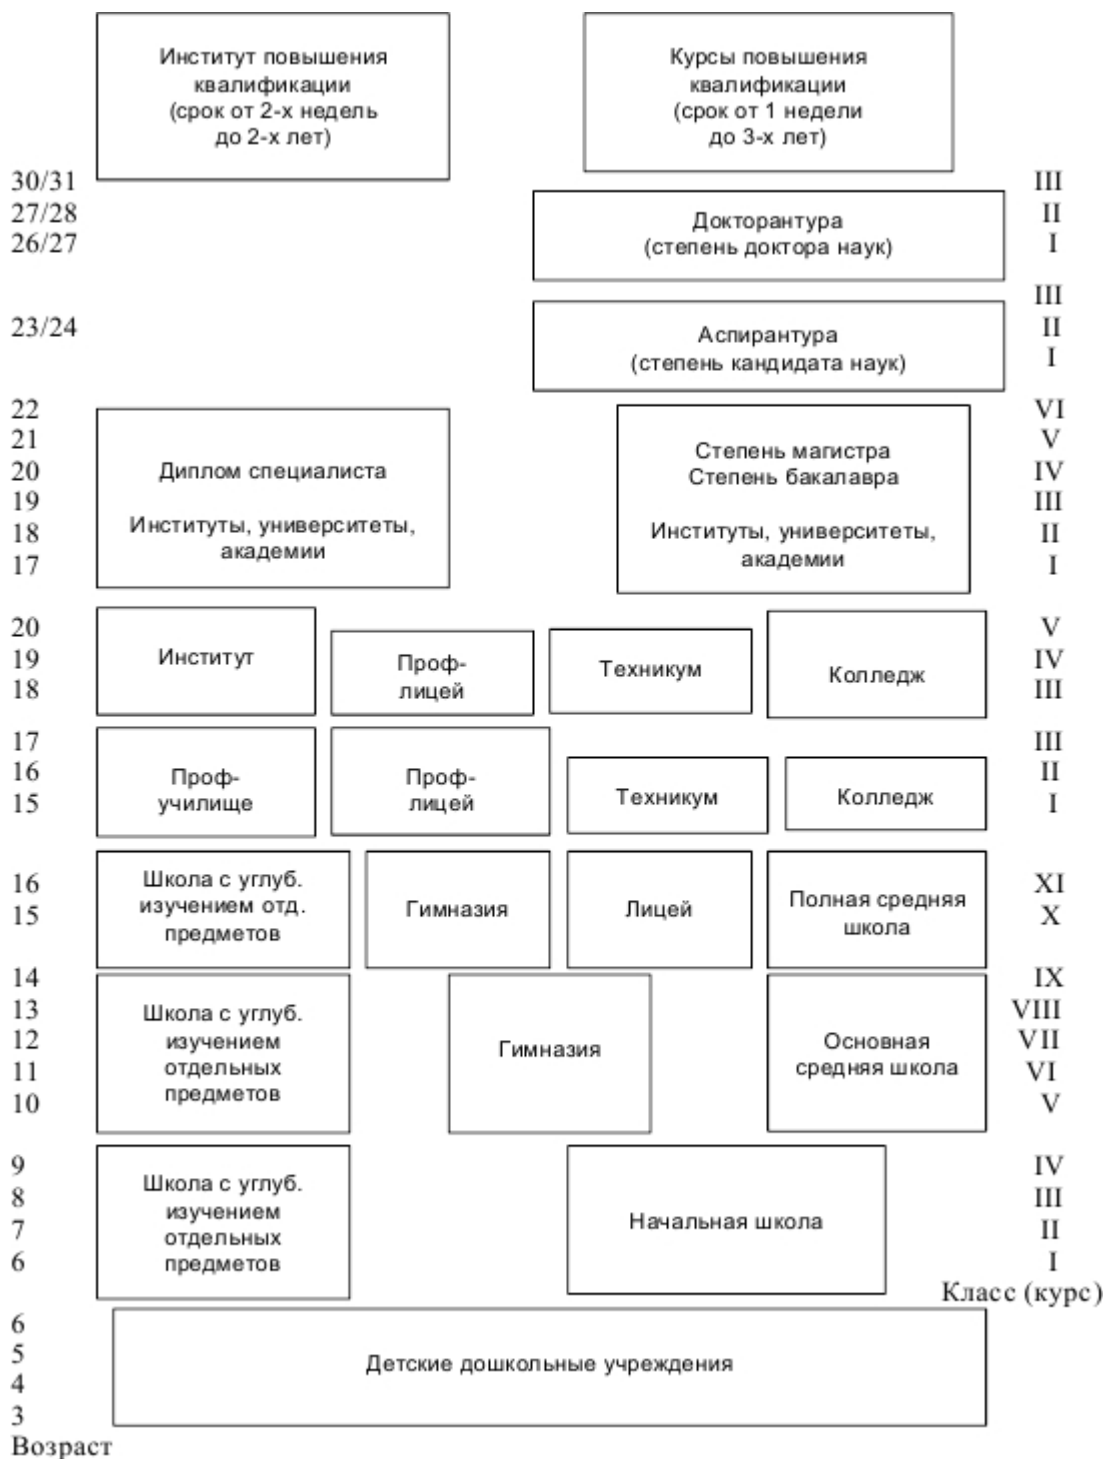 Институт повышения
квалификации
(срок от 2-х недель
до 2-х лет)
Курсы повышения
квалификации
(срок от 1 недели
до 3-х лет)
30/31
III
27/28
II
26/27
I
Докторантура
(степень доктора наук)
III
23/24
II
I
Аспирантура
(степень кандидата наук)
22
VI
21
V
20
IV
19
III
18
II
17
I
Диплом специалиста
Институты, университеты,
академии
Степень магистра
Степень бакалавра
Институты, университеты,
академии
20
V
19
IV
18
III
Институт
Проф-
лицей
Техникум
Колледж
17
III
16
II
15
I
Проф-
училище
Проф-
лицей
Техникум
Колледж
16
XI
15
X
Школа с углуб.
изучением отд.
предметов
Гимназия
Лицей
Полная средняя
школа
14
IX
13
VIII
12
VII
11
VI
10
V
Школа с углуб.
изучением
отдельных
предметов
Гимназия
Основная
средняя школа
9
IV
8
III
7
II
6
I
Школа с углуб.
изучением
отдельных
предметов
Начальная школа
Класс (курс)
6
5
4
3
Детские дошкольные учреждения
Возраст